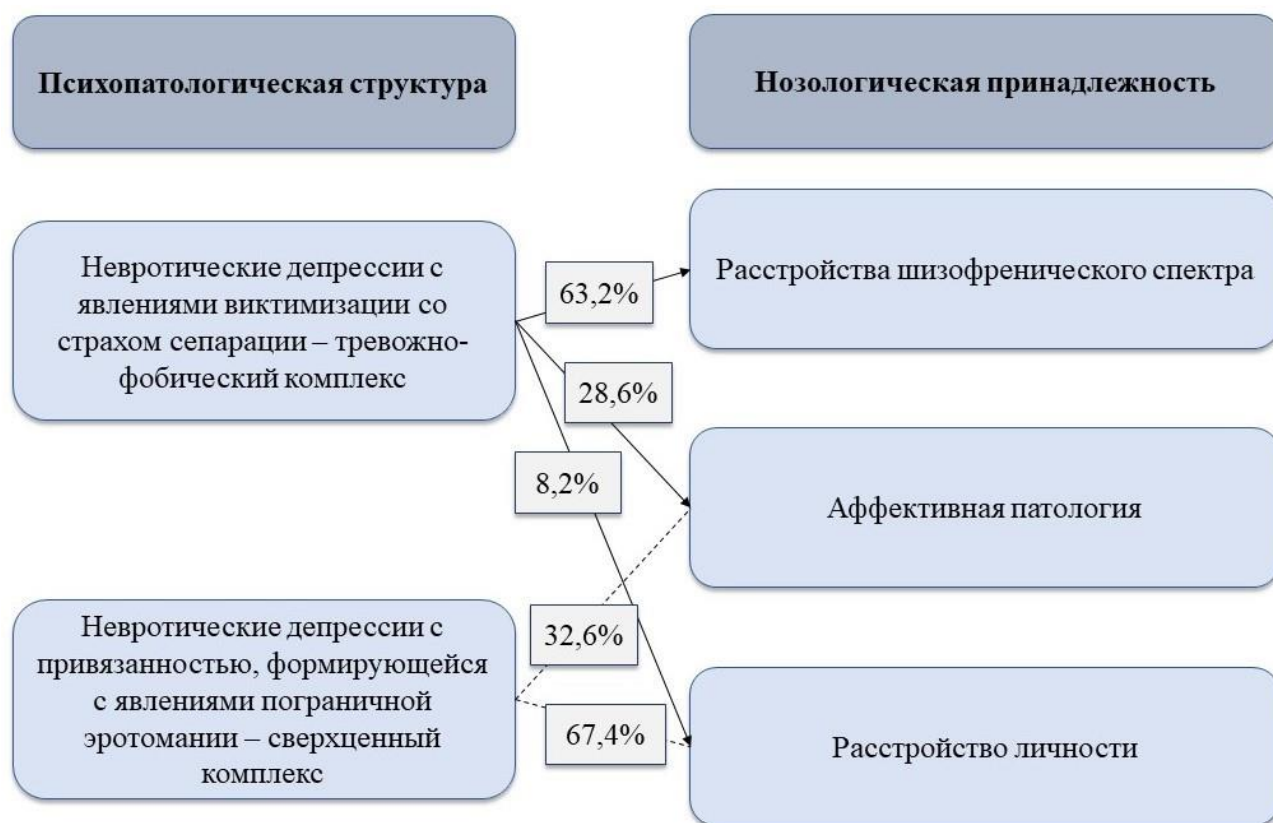 Психопатологическая структура
Нозологическая принадлежность
Невротические депрессии с
явлениями виктимизации со
страхом сепарации – тревожно-
фобический комплекс
63,2%
Расстройства шизофренического спектра
28,6%
8,2%
Аффективная патология
Невротические депрессии с
привязанностью, формирующейся
с явлениями пограничной
эротомании – сверхценный
комплекс
32,6%
67,4%
Расстройство личности